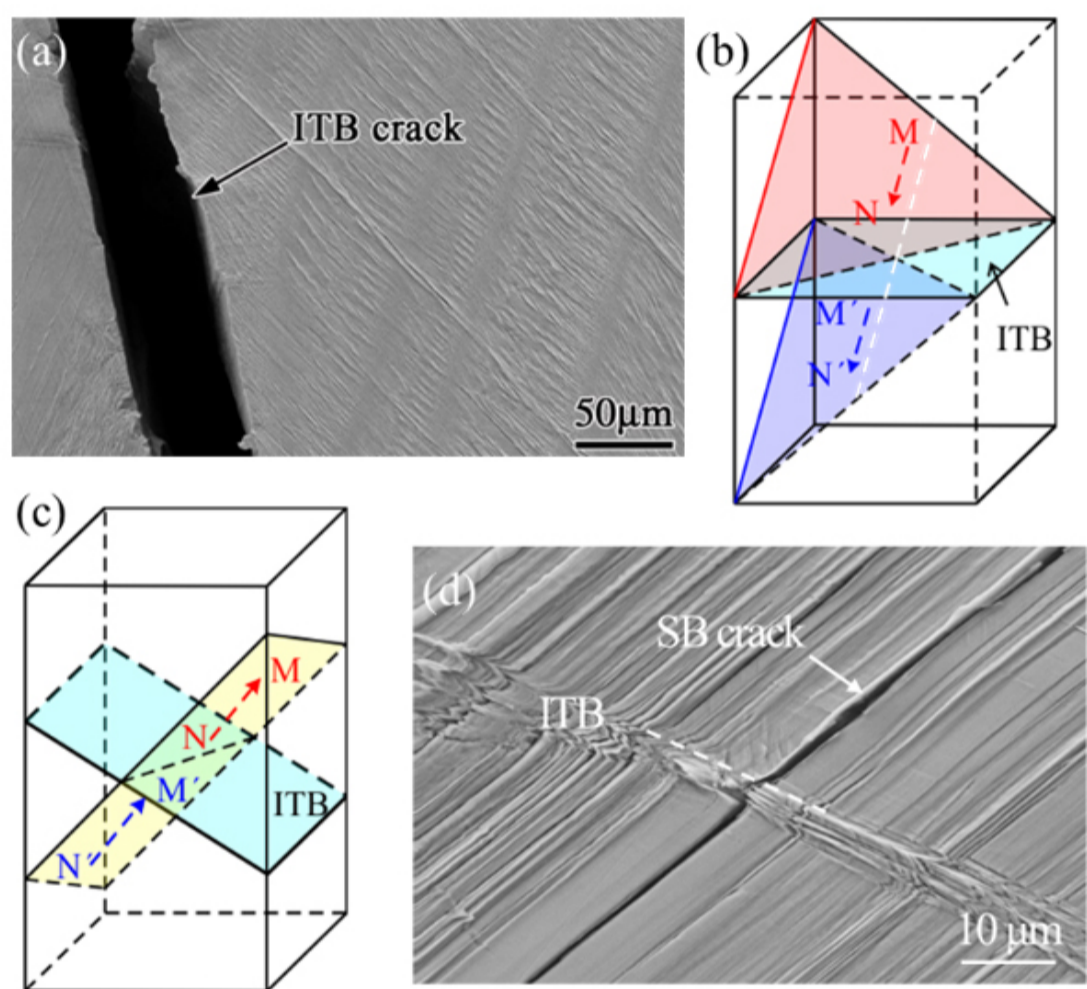 (a)
ITB crack
50μm
(b)
M
N
M´
N´
ITB
(c)
M
N
M´
N´
ITB
(d)
SB crack
ITB
10 μm